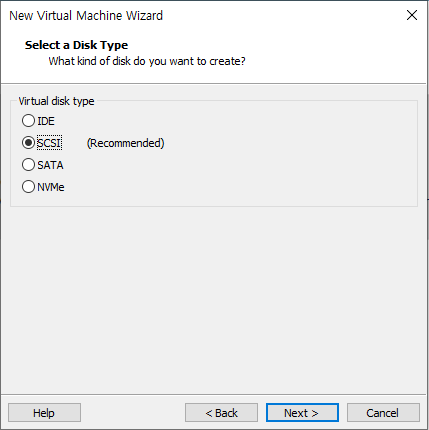 New Virtual Machine Wizard
Select a Disk Type
What kind of disk do you want to create?
Virtual disk type
IDE
SCSI (Recommended)
SATA
NVMe
Help < Back Next > Cancel